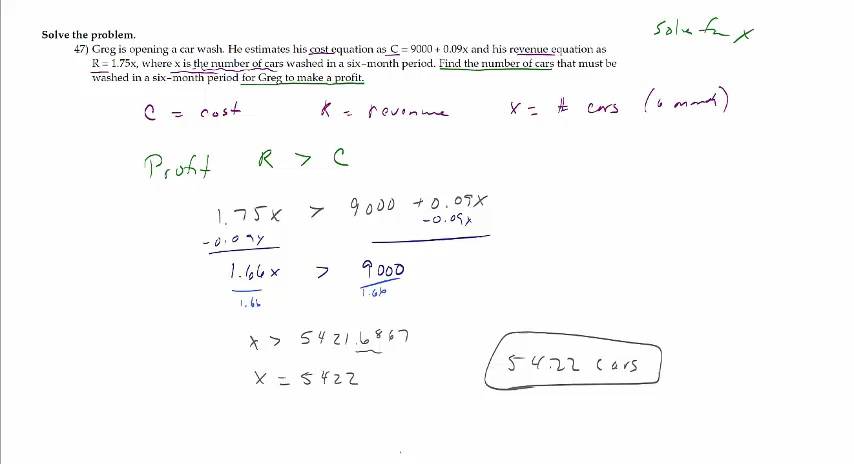 Solve the problem.
Solve for x
47) Greg is opening a car wash. He estimates his cost equation as C = 9000 + 0.09x and his revenue equation as
R = 1.75x, where x is the number of cars washed in a six-month period. Find the number of cars that must be
washed in a six-month period for Greg to make a profit.
C = cost R = revenue x = # cars (6 month)
Profit R > C
1.75x > 9000 + 0.09x
-0.09x -0.09x
1.66x > 9000
1.66 1.66
x > 5421.6867
x = 5422
5422 cars